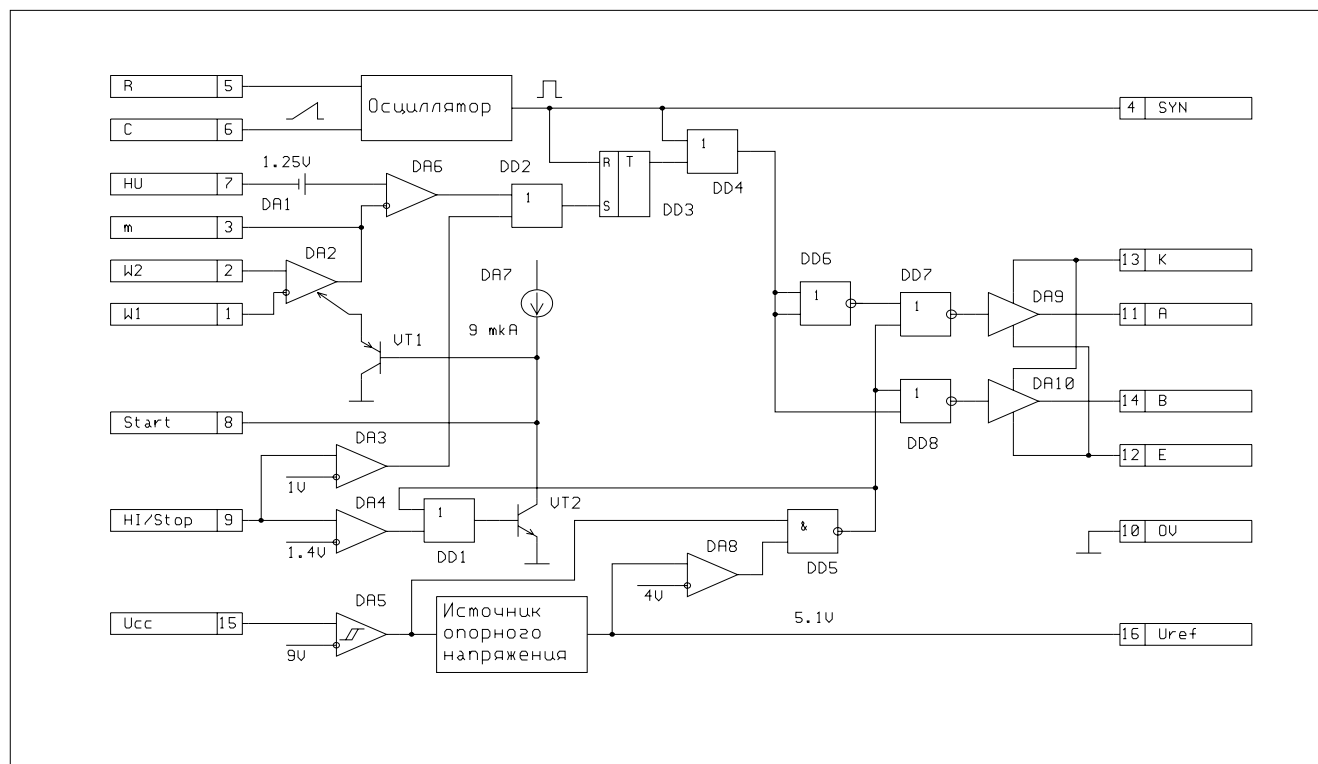 R 5
Осциллятор
4 SYN
C 6
1
R T
DD4
1.25V
DA6
DD2
HU 7
DA1
1
S
DD3
m 3
DA2
W2 2
DA7
DD6
DD7
13 K
W1 1
9 mkA
1
1
DA9
11 A
VT1
DA10
1
14 B
Start 8
DA3
DD8
12 E
1V
DA4
VT2
HI/Stop 9
1
&
10 0V
1.4V
DD1
DA8
DD5
4V
DA5
Ucc 15
Источник
опорного
напряжения
5.1V
16 Uref
9V